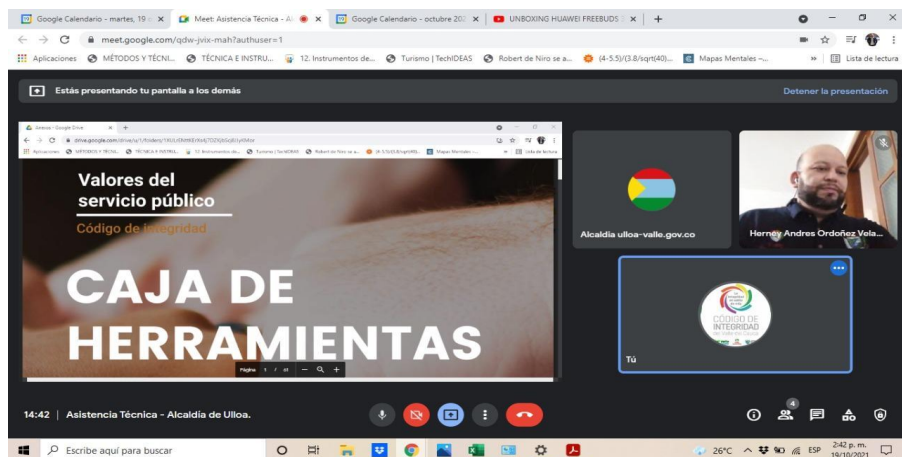 Google Calendario - martes, 19 o
Meet: Asistencia Técnica - Al
Google Calendario - octubre 202
UNBOXING HUAWEI FREEBUDS
meet.google.com/qdw-jvix-mah?authuser=1
Aplicaciones
MÉTODOS Y TÉCNI...
TÉCNICA E INSTRU...
12. Instrumentos de...
Turismo | TechIDEAS
Robert de Niro se a...
(4-5.5)/(3.8/sqrt(40)...
Mapas Mentales –...
Lista de lectura
Estás presentando tu pantalla a los demás
Detener la presentación
Valores del
servicio público
Código de integridad
CAJA DE
HERRAMIENTAS
Página 1 / 61
Alcaldia ulloa-valle.gov.co
Herney Andres Ordoñez Vela...
CÓDIGO DE
INTEGRIDAD
Tú
14:42 | Asistencia Técnica - Alcaldía de Ulloa.
4
Escribe aquí para buscar
26°C
ESP
2:42 p. m.
19/10/2021